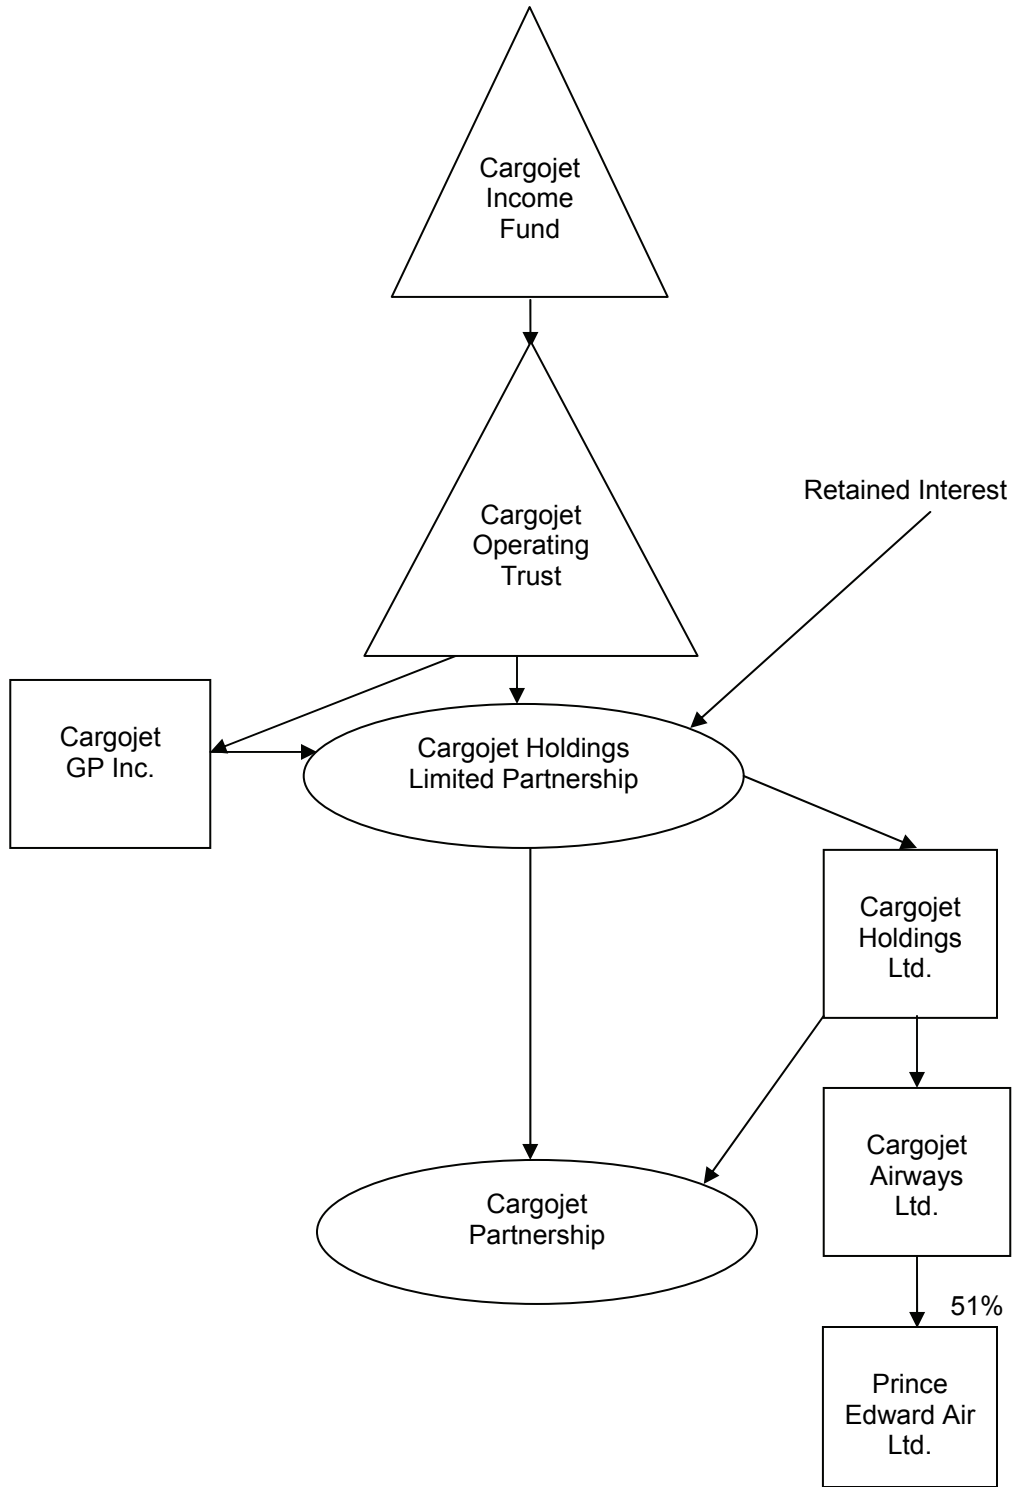 Cargojet
Income
Fund
Retained Interest
Cargojet
Operating
Trust
Cargojet
GP Inc.
Cargojet Holdings
Limited Partnership
Cargojet
Holdings
Ltd.
Cargojet
Airways
Ltd.
Cargojet
Partnership
51%
Prince
Edward Air
Ltd.